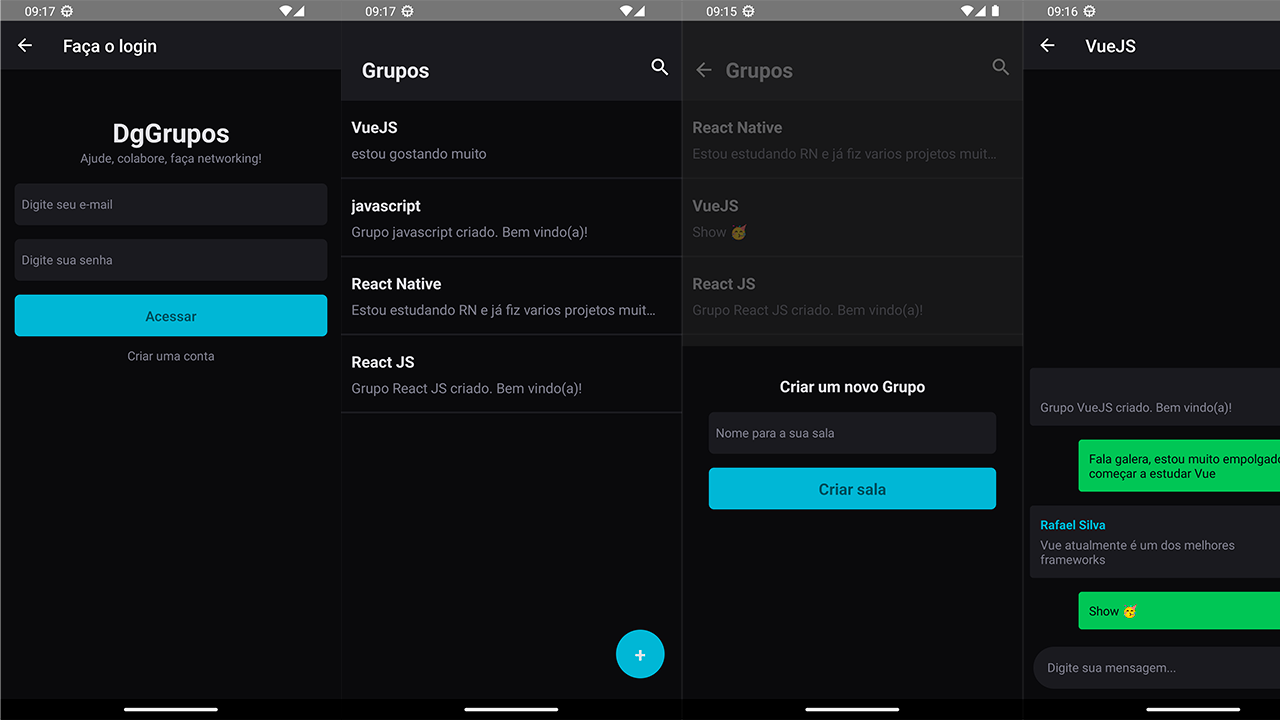 09:17
Faça o login
DgGrupos
Ajude, colabore, faça networking!
Digite seu e-mail
Digite sua senha
Acessar
Criar uma conta
09:17
Grupos
VueJS
estou gostando muito
javascript
Grupo javascript criado. Bem vindo(a)!
React Native
Estou estudando RN e já fiz varios projetos muit...
React JS
Grupo React JS criado. Bem vindo(a)!
+
09:15
Grupos
React Native
Estou estudando RN e já fiz varios projetos muit...
VueJS
Show 🥳
React JS
Grupo React JS criado. Bem vindo(a)!
Criar um novo Grupo
Nome para a sua sala
Criar sala
09:16
VueJS
Grupo VueJS criado. Bem vindo(a)!
Fala galera, estou muito empolgado
começar a estudar Vue
Rafael Silva
Vue atualmente é um dos melhores
frameworks
Show 🥳
Digite sua mensagem...